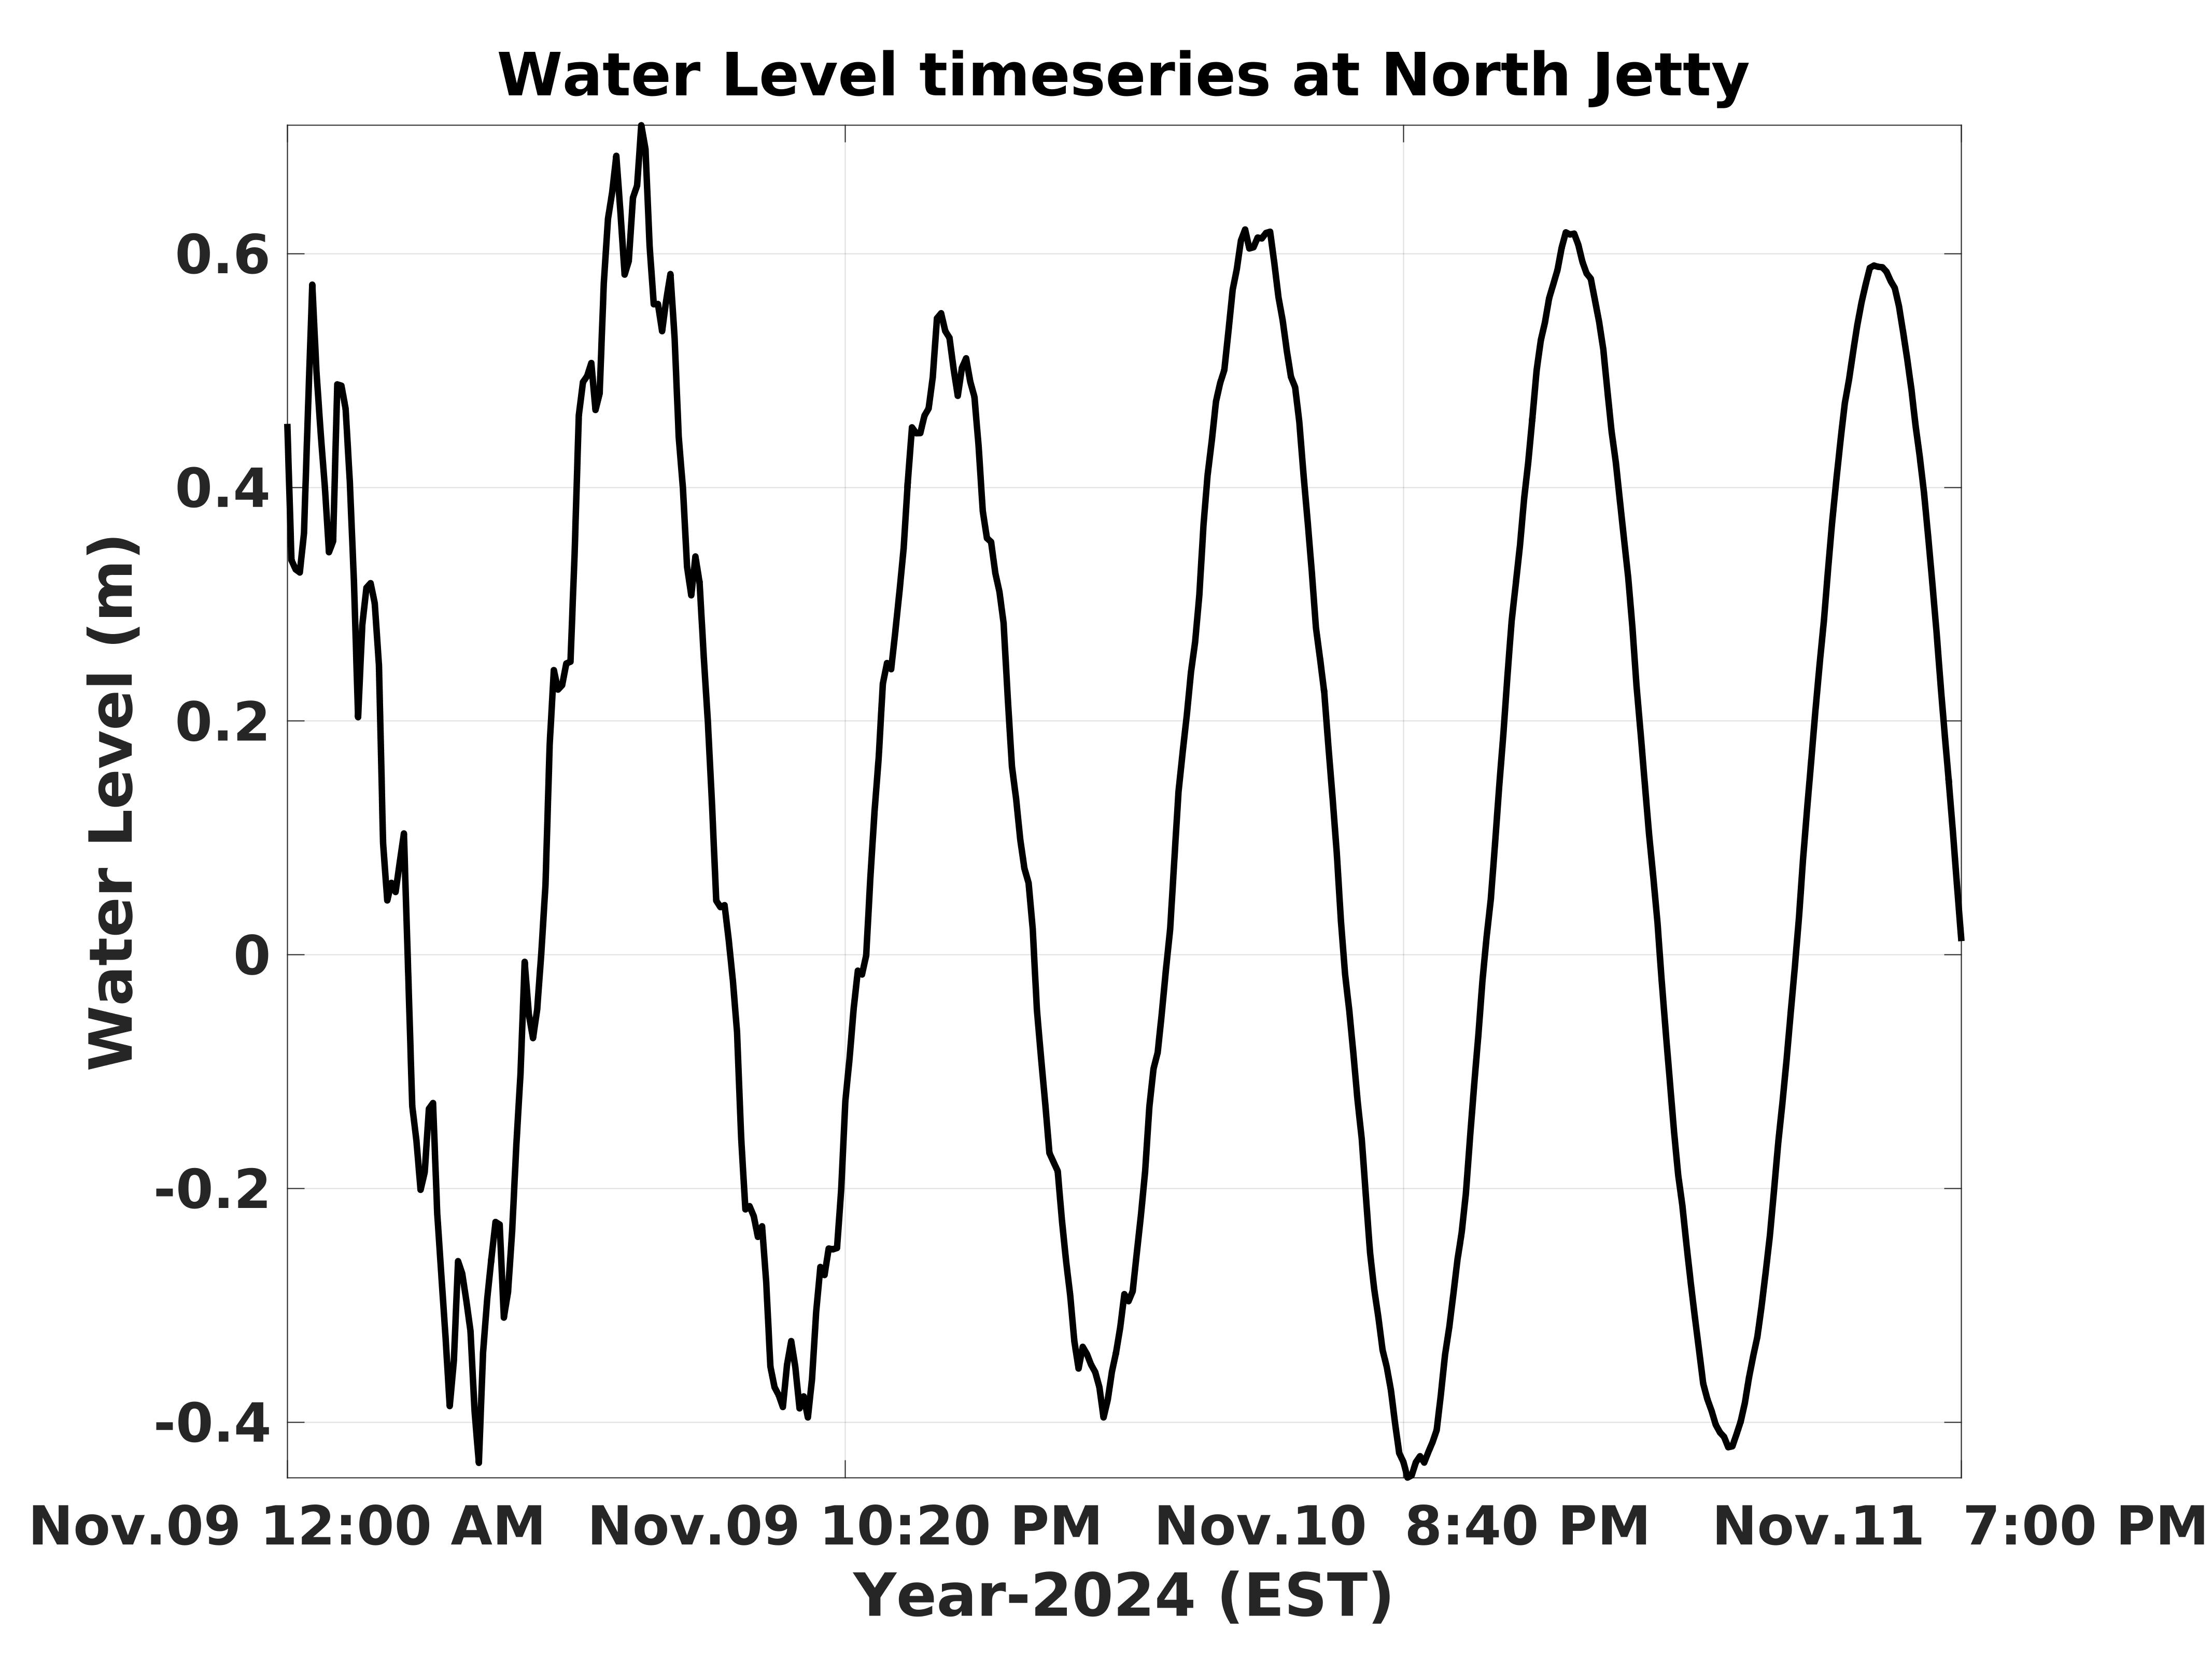 Water Level timeseries at North Jetty
0.6
0.4
0.2
0
-0.2
-0.4
Water Level (m)
Nov.09 12:00 AM Nov.09 10:20 PM Nov.10 8:40 PM Nov.11 7:00 PM
Year-2024 (EST)